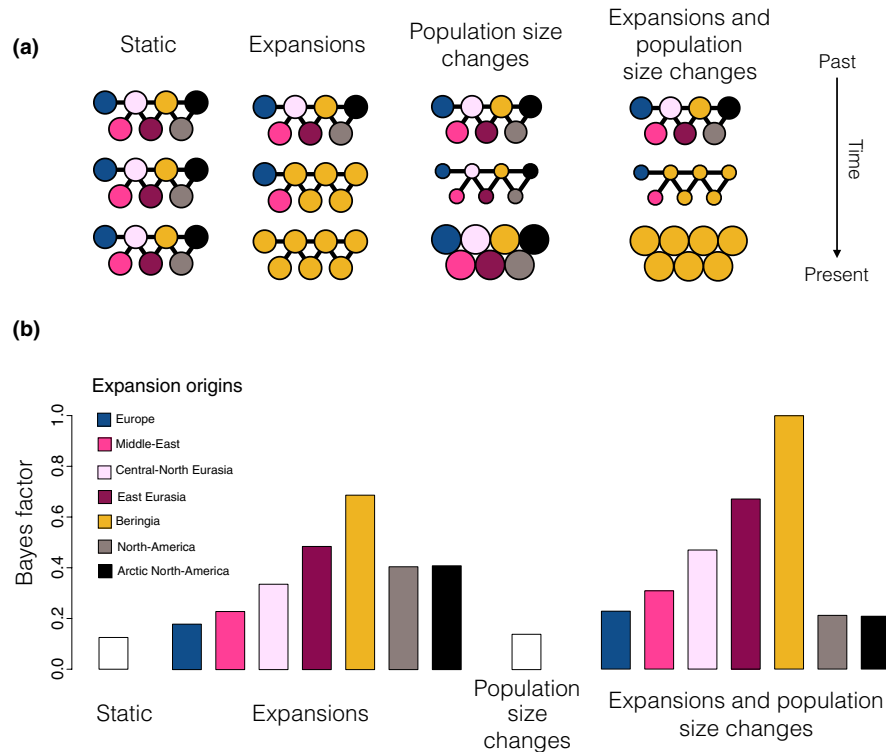 (a)
Static
Expansions
Population size
changes
Expansions and
population
size changes
Past
Time
Present
(b)
Expansion origins
Europe
Middle-East
Central-North Eurasia
East Eurasia
Beringia
North-America
Arctic North-America
Bayes factor
1.0
0.8
0.6
0.4
0.2
0.0
Static
Expansions
Population
size
changes
Expansions and population
size changes